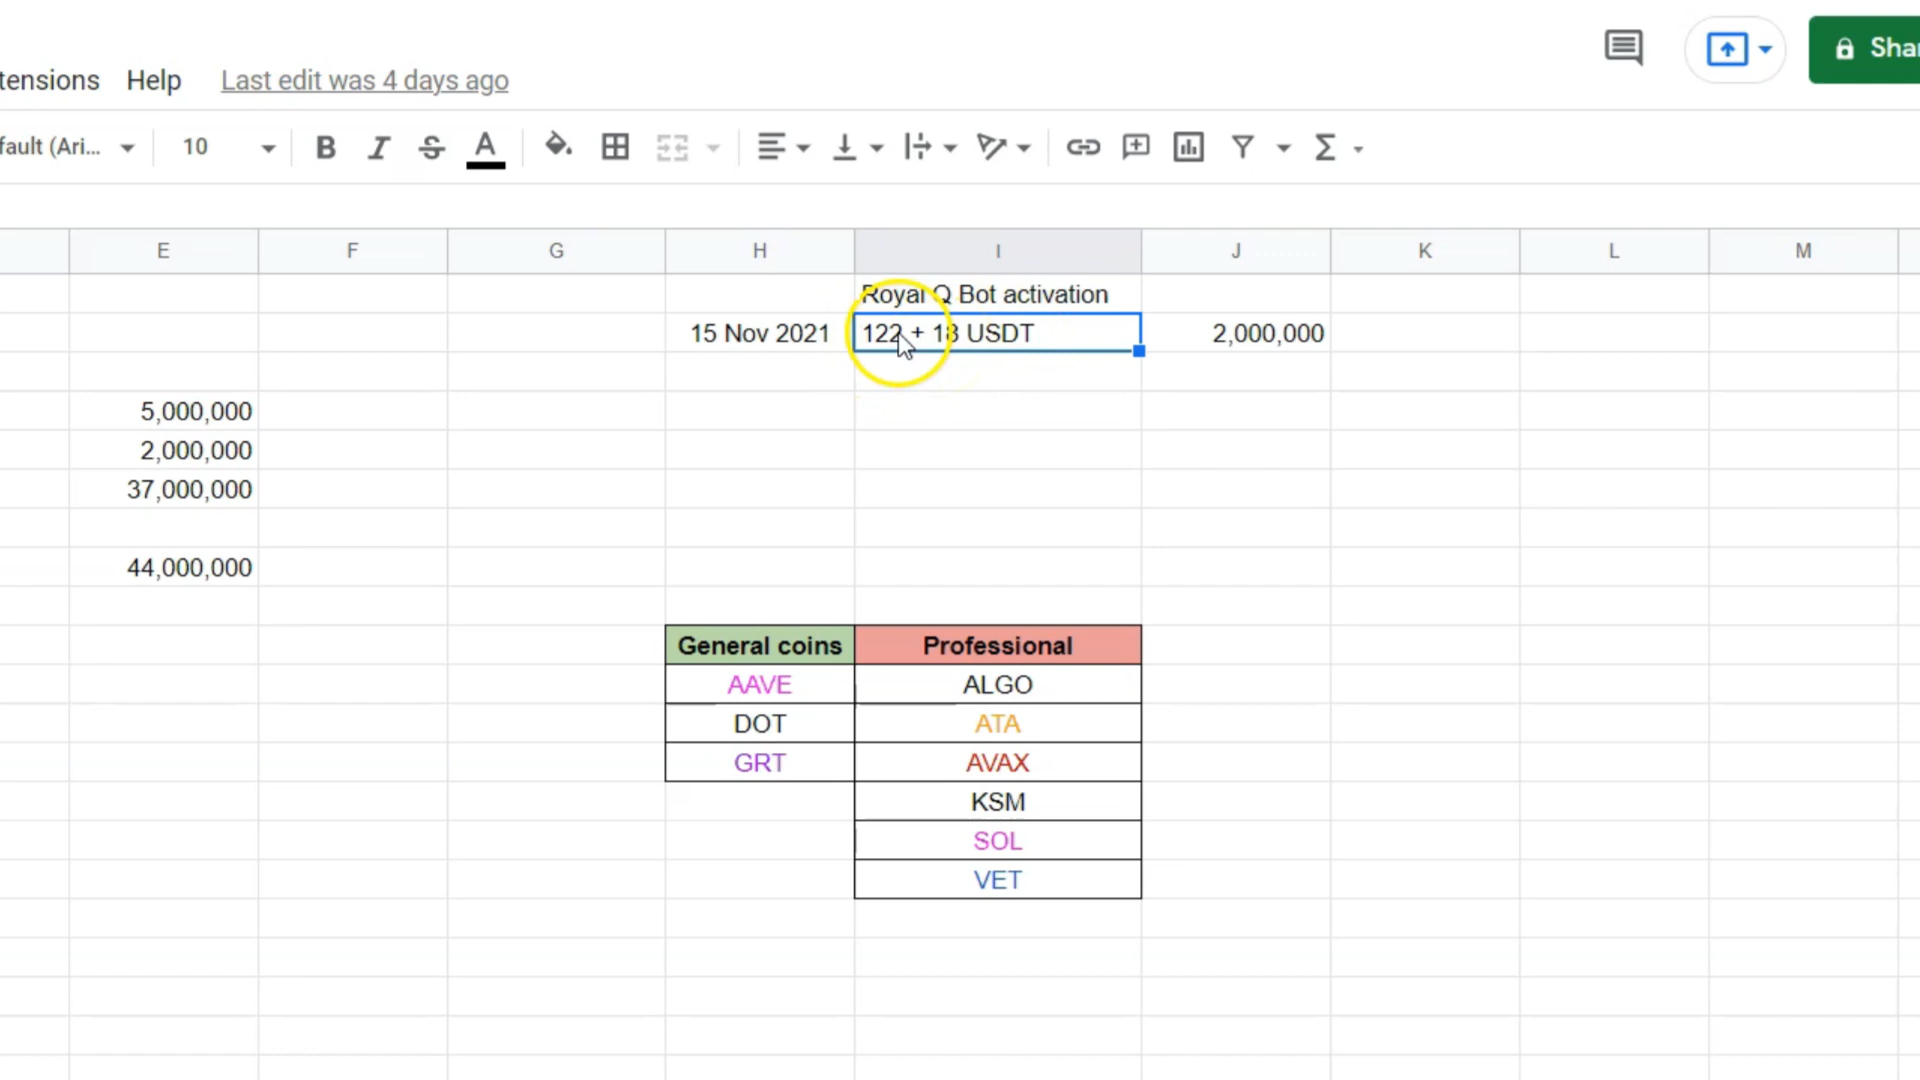 tensions Help Last edit was 4 days ago
Shar
fault (Ari... 10 B I S A Σ
E F G H I J K L M
Royal Q Bot activation
15 Nov 2021 122 + 18 USDT 2,000,000
5,000,000
2,000,000
37,000,000
44,000,000
General coins Professional
AAVE ALGO
DOT ATA
GRT AVAX
KSM
SOL
VET